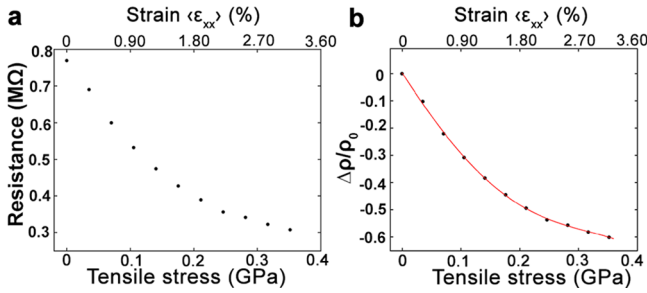 a
Strain ‹εxx› (%)
0 0.90 1.80 2.70 3.60
Resistance (MΩ)
0.8
0.7
0.6
0.5
0.4
0.3
0 0.1 0.2 0.3 0.4
Tensile stress (GPa)
b
Strain ‹εxx› (%)
0 0.90 1.80 2.70 3.60
Δρ/ρ0
0
-0.1
-0.2
-0.3
-0.4
-0.5
-0.6
0 0.1 0.2 0.3 0.4
Tensile stress (GPa)